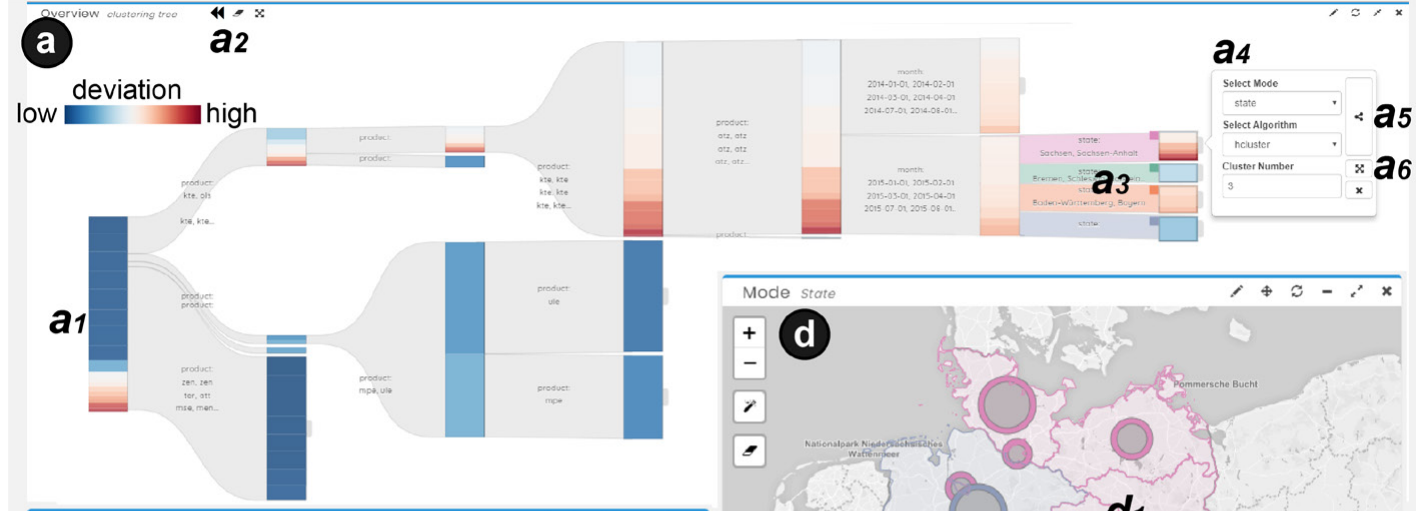 Overview clustering tree
a
a2
deviation
low high
a1
product:
kte, ols
kte, kte...
product:
product:
product:
zen, zen
ter, stt
mse, men...
product:
product:
product:
mpe, ule
product:
kte, kte
kte, kte
kte, kte...
product:
ule
product:
mpe
product:
atz, atz
atz, atz
atz, atz...
product:
month:
2014-01-01, 2014-02-01
2014-03-01, 2014-04-01
2014-07-01, 2014-08-01...
month:
2015-01-01, 2015-02-01
2015-03-01, 2015-04-01
2015-07-01, 2015-08-01...
state:
Sachsen, Sachsen-Anhalt
state:
Bremen,
a3
state:
Baden-Württemberg, Bayern
state:
a4
Select Mode
state
Select Algorithm
hcluster
Cluster Number
3
a5
a6
Mode State
d
+
−
Pommersche Bucht
Nationalpark Niedersächsisches
Wattenmeer
d1